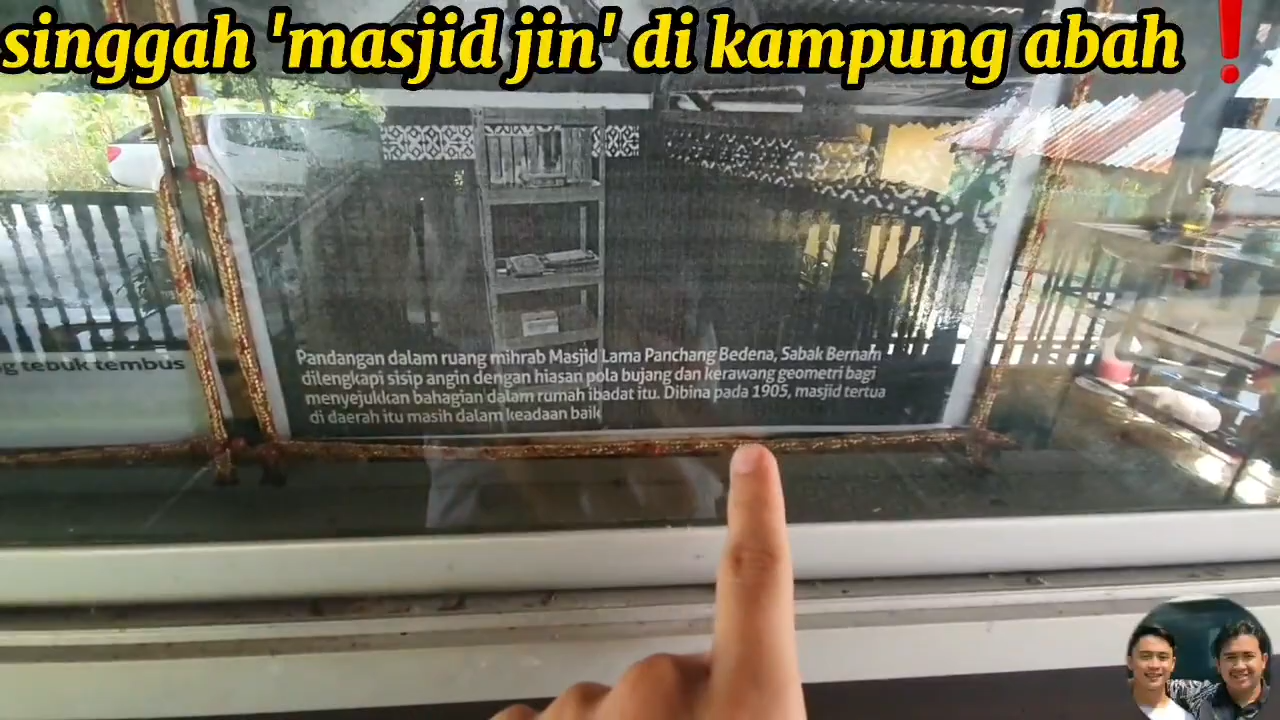 singgah 'masjid jin' di kampung abah❗
g tebuk tembus
Pandangan dalam ruang mihrab Masjid Lama Panchang Bedena, Sabak Bernam
dilengkapi sisip angin dengan hiasan pola bujang dan kerawang geometri bagi
menyejukkan bahagian dalam rumah ibadat itu. Dibina pada 1905, masjid tertua
di daerah itu masih dalam keadaan baik